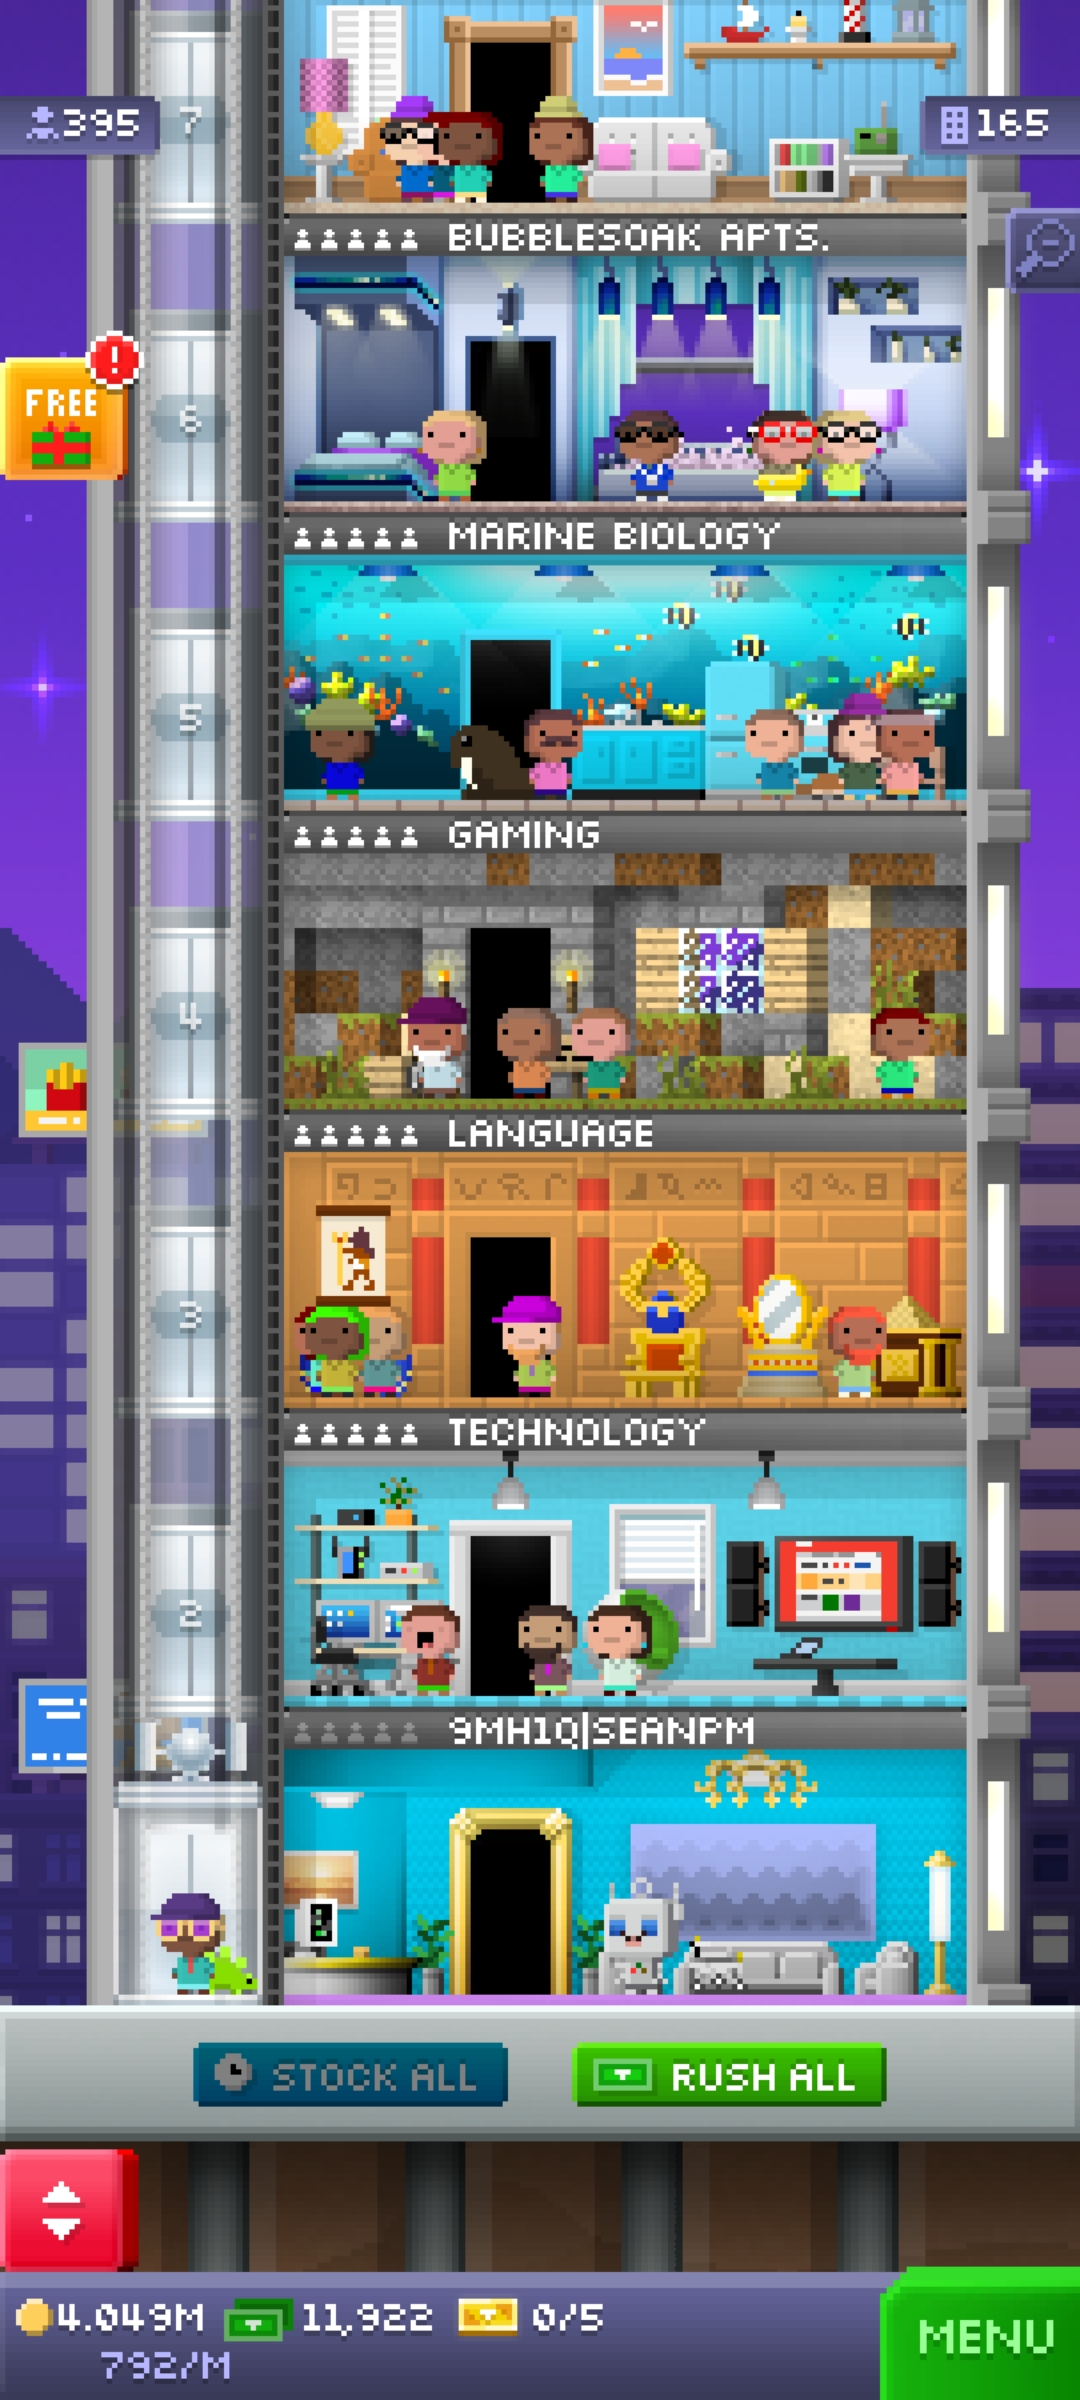 7
395
165
BUBBLESOAK APTS.
FREE
!
6
MARINE BIOLOGY
5
GAMING
4
LANGUAGE
3
TECHNOLOGY
2
9MH1Q|SEANPM
STOCK ALL
RUSH ALL
4.049M
11,922
0/5
792/M
MENU